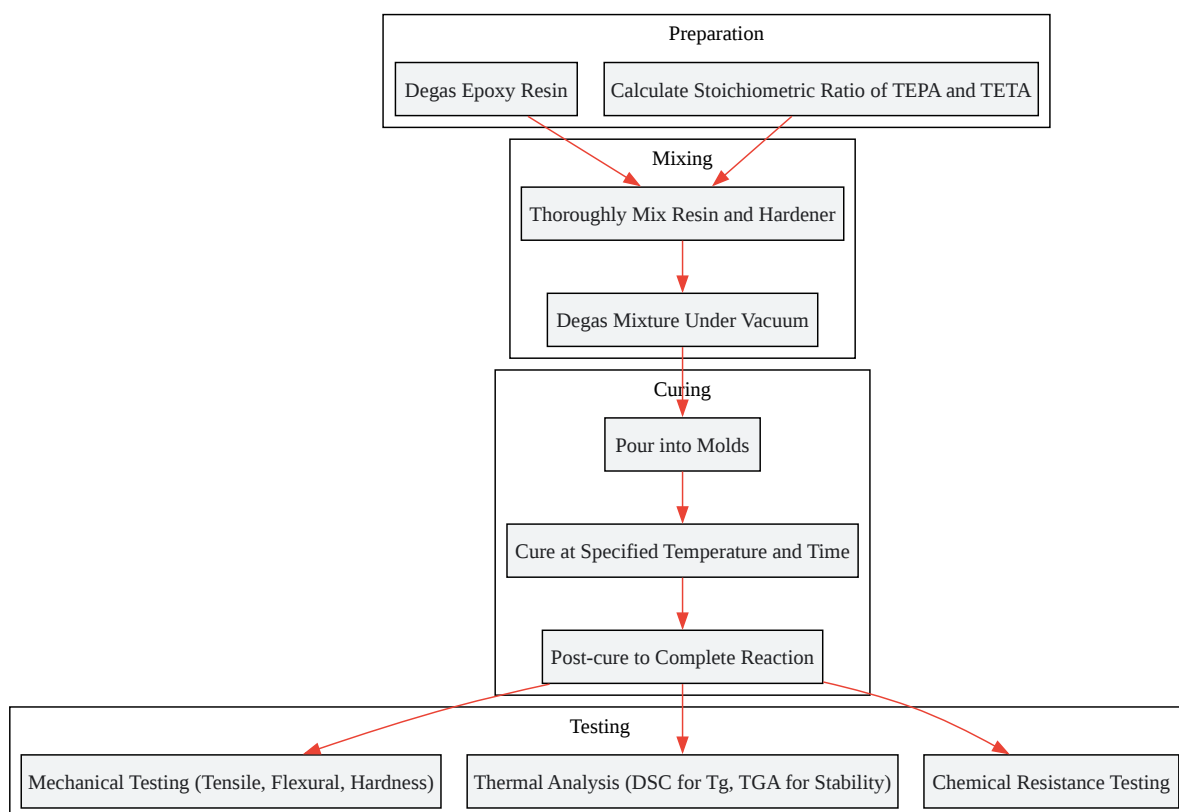 Preparation
Degas Epoxy Resin
Calculate Stoichiometric Ratio of TEPA and TETA
Mixing
Thoroughly Mix Resin and Hardener
Degas Mixture Under Vacuum
Curing
Pour into Molds
Cure at Specified Temperature and Time
Post-cure to Complete Reaction
Testing
Mechanical Testing (Tensile, Flexural, Hardness)
Thermal Analysis (DSC for Tg, TGA for Stability)
Chemical Resistance Testing